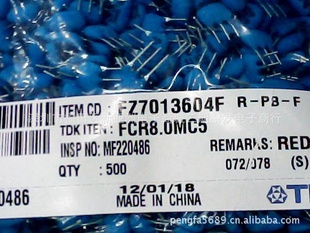 ITEM CD : FZ7013604F R-PB-F
TDK ITEM : FCR8.0MC5
INSP NO: MF220486 REMARKS: RED
072/078 (S)
QTY : 500
20486 12/01/18
MADE IN CHINA
pengfa5689.cn.alibaba.com